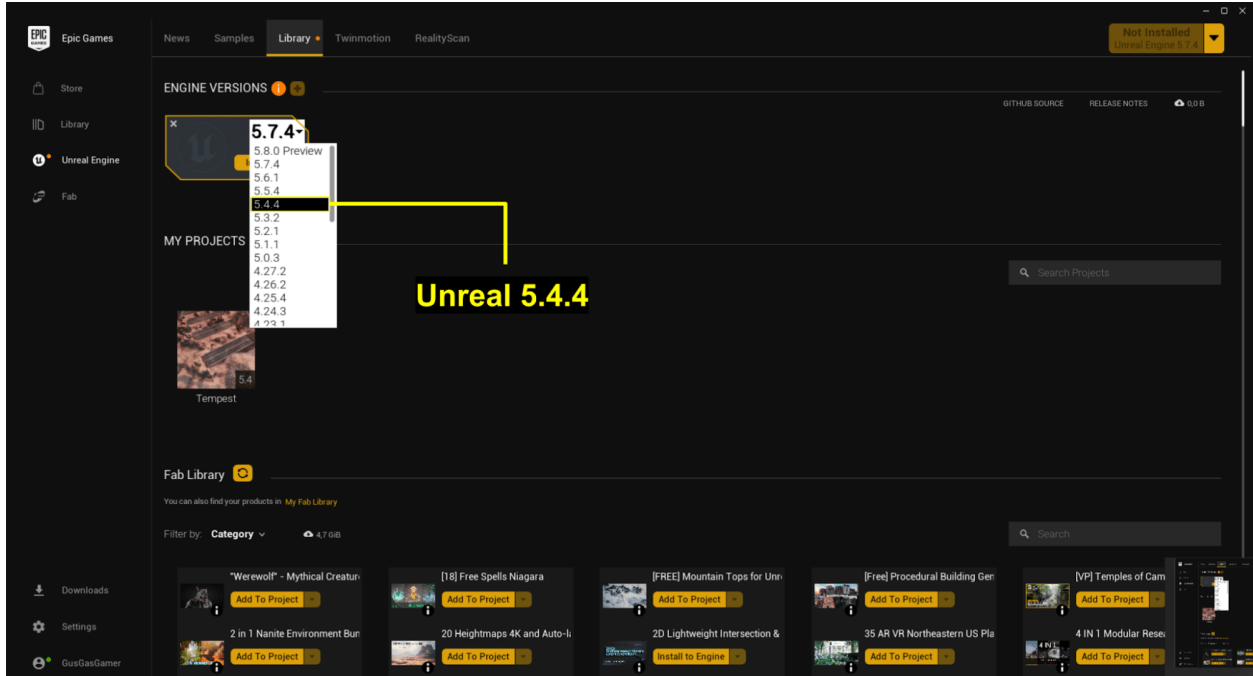 EPIC GAMES
Epic Games
News
Samples
Library
Twinmotion
RealityScan
Not Installed
Unreal Engine 5.7.4
Store
Library
Unreal Engine
Fab
ENGINE VERSIONS
GITHUB SOURCE
RELEASE NOTES
0,0 B
5.7.4
5.8.0 Preview
5.7.4
5.6.1
5.5.4
5.4.4
5.3.2
5.2.1
5.1.1
5.0.3
4.27.2
4.26.2
4.25.4
4.24.3
4.23.1
Unreal 5.4.4
MY PROJECTS
Search Projects
5.4
Tempest
Fab Library
You can also find your products in My Fab Library
Filter by: Category
4,7 GiB
Search
"Werewolf" - Mythical Creatur
Add To Project
[18] Free Spells Niagara
Add To Project
[FREE] Mountain Tops for Unr
Add To Project
[Free] Procedural Building Gen
Add To Project
[VP] Temples of Cam
Add To Project
2 in 1 Nanite Environment Bun
Add To Project
20 Heightmaps 4K and Auto-l
Add To Project
2D Lightweight Intersection &
Install to Engine
35 AR VR Northeastern US Pla
Add To Project
4 IN 1 Modular Resea
Add To Project
Downloads
Settings
GusGasGamer